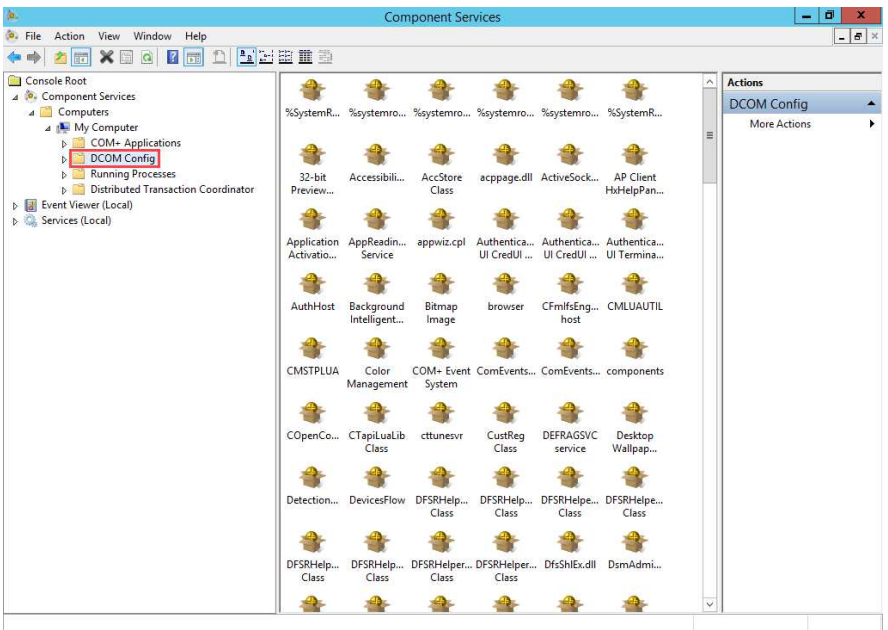 Component Services
File Action View Window Help
Console Root
Component Services
Computers
My Computer
COM+ Applications
DCOM Config
Running Processes
Distributed Transaction Coordinator
Event Viewer (Local)
Services (Local)
%SystemR... %systemro... %systemro... %systemro... %systemro... %SystemR...
32-bit Accessibili... AccStore acppage.dll ActiveSock... AP Client
Preview... Class HxHelpPan...
Application AppReadin... appwiz.cpl Authentica... Authentica... Authentica...
Activatio... Service UI CredUI ... UI CredUI ... UI Termina...
AuthHost Background Bitmap browser CFmIfsEng... CMLUAUTIL
Intelligent... Image host
CMSTPLUA Color COM+ Event ComEvents... ComEvents... components
Management System
COpenCo... CTapiLuaLib cttunesvr CustReg DEFRAGSVC Desktop
Class Class service Wallpap...
Detection... DevicesFlow DFSRHelp... DFSRHelp... DFSRHelpe... DFSRHelpe...
Class Class Class Class
DFSRHelp... DFSRHelp... DFSRHelper... DFSRHelper... DfsShlEx.dll DsmAdmi...
Class Class Class Class
Actions
DCOM Config
More Actions